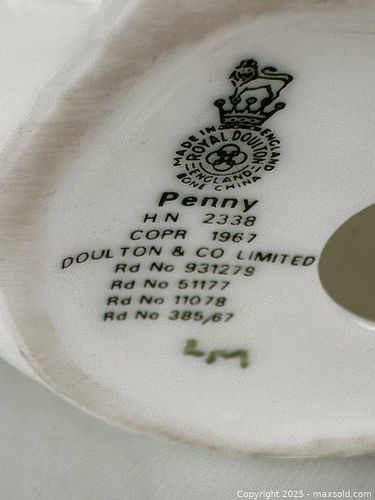 MADE IN ENGLAND
ROYAL DOULTON
ENGLAND
BONE CHINA
Penny
H.N 2338
COPR 1967
DOULTON & CO LIMITED
Rd No 931279
Rd No 51177
Rd No 11078
Rd No 385/67
Copyright © 2025 - maxsold.com